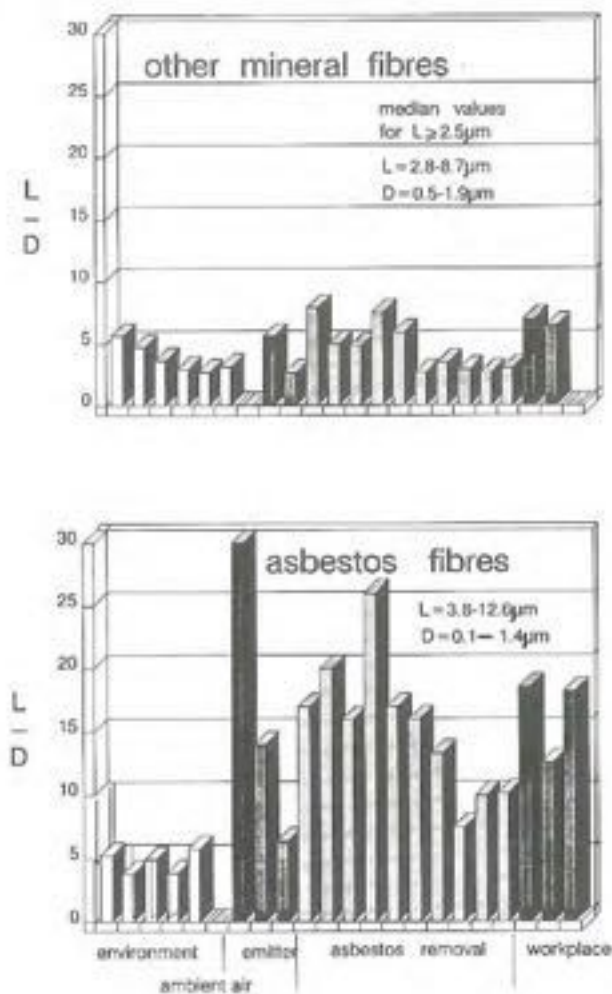 30
other mineral fibres
25
median values
for L ≥ 2.5µm
20
L = 2.8-8.7µm
D = 0.5-1.9µm
L
D
15
10
5
0
30
asbestos fibres
25
L = 3.8-12.6µm
D = 0.1 – 1.4µm
20
L
D
15
10
5
0
environment emitter asbestos removal workplace
ambient air